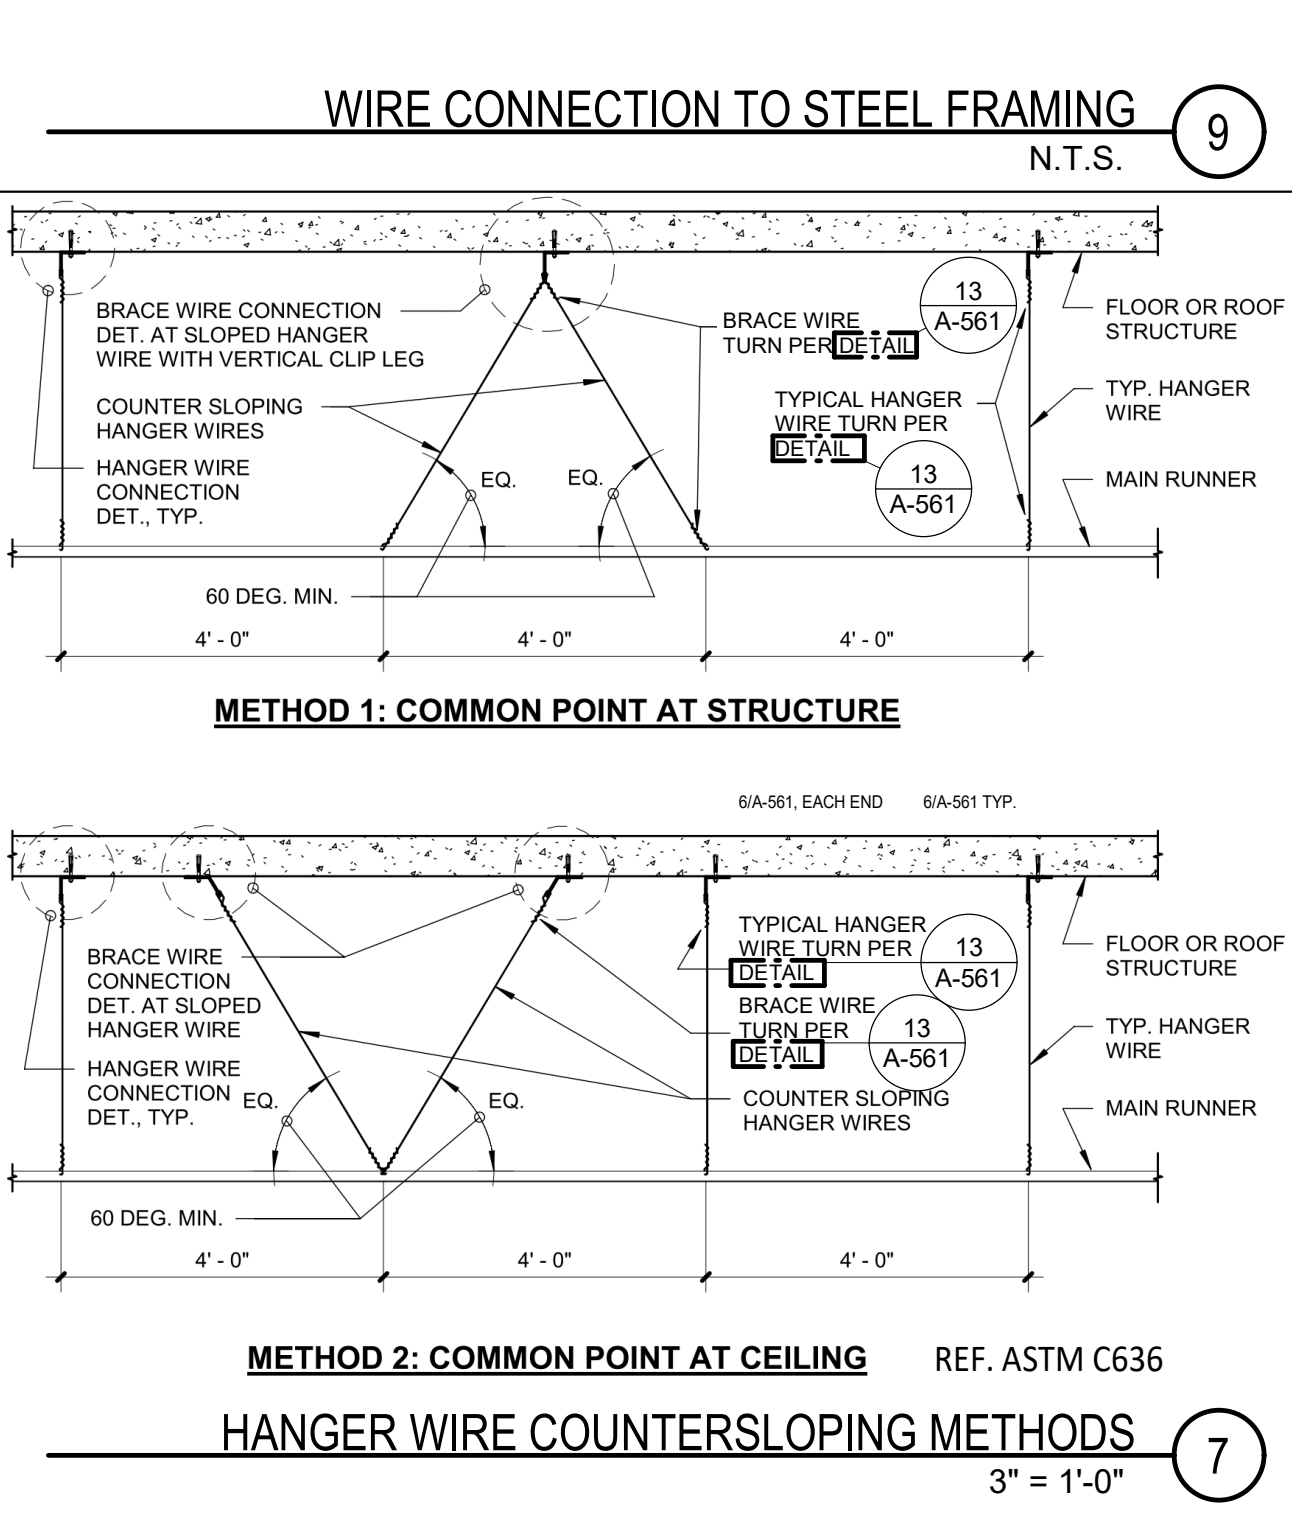 WIRE CONNECTION TO STEEL FRAMING
9
N.T.S.
BRACE WIRE CONNECTION
DET. AT SLOPED HANGER
WIRE WITH VERTICAL CLIP LEG
COUNTER SLOPING
HANGER WIRES
HANGER WIRE
CONNECTION
DET., TYP.
EQ.
EQ.
BRACE WIRE
TURN PER DETAIL
13
A-561
TYPICAL HANGER
WIRE TURN PER
DETAIL
13
A-561
FLOOR OR ROOF
STRUCTURE
TYP. HANGER
WIRE
MAIN RUNNER
60 DEG. MIN.
4' - 0"
4' - 0"
4' - 0"
METHOD 1: COMMON POINT AT STRUCTURE
6/A-561, EACH END
6/A-561 TYP.
BRACE WIRE
CONNECTION
DET. AT SLOPED
HANGER WIRE
HANGER WIRE
CONNECTION
DET., TYP.
EQ.
EQ.
TYPICAL HANGER
WIRE TURN PER
DETAIL
13
A-561
BRACE WIRE
TURN PER
DETAIL
13
A-561
COUNTER SLOPING
HANGER WIRES
FLOOR OR ROOF
STRUCTURE
TYP. HANGER
WIRE
MAIN RUNNER
60 DEG. MIN.
4' - 0"
4' - 0"
4' - 0"
METHOD 2: COMMON POINT AT CEILING
REF. ASTM C636
HANGER WIRE COUNTERSLOPING METHODS
7
3" = 1'-0"